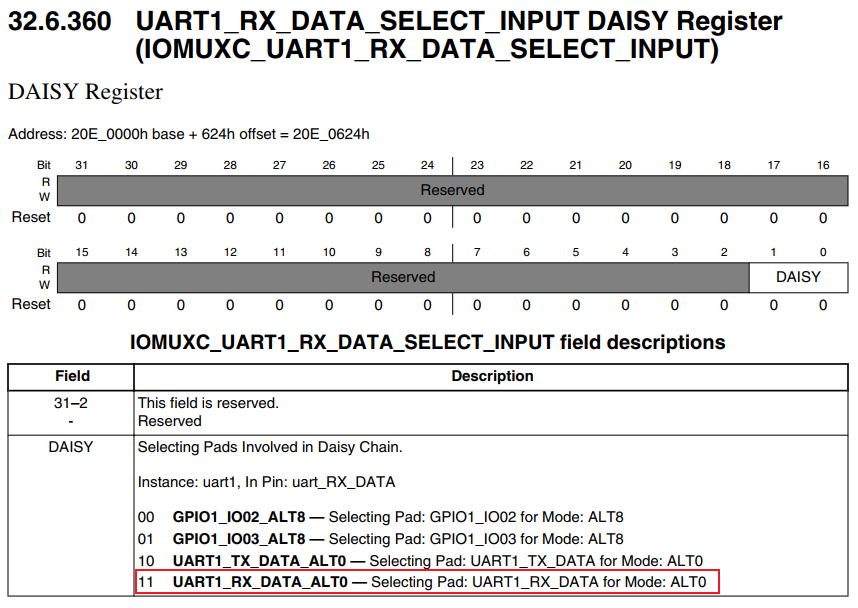 32.6.360 UART1_RX_DATA_SELECT_INPUT DAISY Register
(IOMUXC_UART1_RX_DATA_SELECT_INPUT)
DAISY Register
Address: 20E_0000h base + 624h offset = 20E_0624h
Bit 31 30 29 28 27 26 25 24 23 22 21 20 19 18 17 16
R
W
Reserved
Reset 0 0 0 0 0 0 0 0 0 0 0 0 0 0 0 0
Bit 15 14 13 12 11 10 9 8 7 6 5 4 3 2 1 0
R
W
Reserved DAISY
Reset 0 0 0 0 0 0 0 0 0 0 0 0 0 0 0 0
IOMUXC_UART1_RX_DATA_SELECT_INPUT field descriptions
Field Description
31–2 This field is reserved.
- Reserved
DAISY Selecting Pads Involved in Daisy Chain.
Instance: uart1, In Pin: uart_RX_DATA
00 GPIO1_IO02_ALT8 — Selecting Pad: GPIO1_IO02 for Mode: ALT8
01 GPIO1_IO03_ALT8 — Selecting Pad: GPIO1_IO03 for Mode: ALT8
10 UART1_TX_DATA_ALT0 — Selecting Pad: UART1_TX_DATA for Mode: ALT0
11 UART1_RX_DATA_ALT0 — Selecting Pad: UART1_RX_DATA for Mode: ALT0